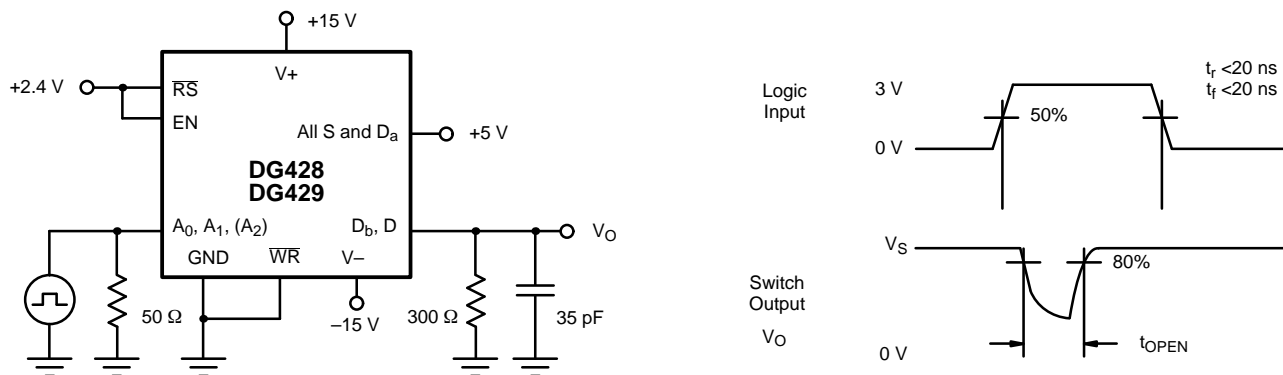 +15 V
+2.4 V
V+
R̅S̅
EN
All S and Da
+5 V
DG428
DG429
A0, A1, (A2)
Db, D
VO
GND
W̅R̅
V–
50 Ω
–15 V
300 Ω
35 pF
Logic
Input
3 V
0 V
50%
tr <20 ns
tf <20 ns
VS
80%
Switch
Output
VO
0 V
tOPEN